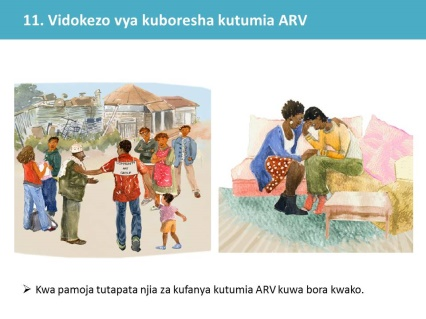 11. Vidokezo vya kuboresha kutumia ARV
➢ Kwa pamoja tutapata njia za kufanya kutumia ARV kuwa bora kwako.